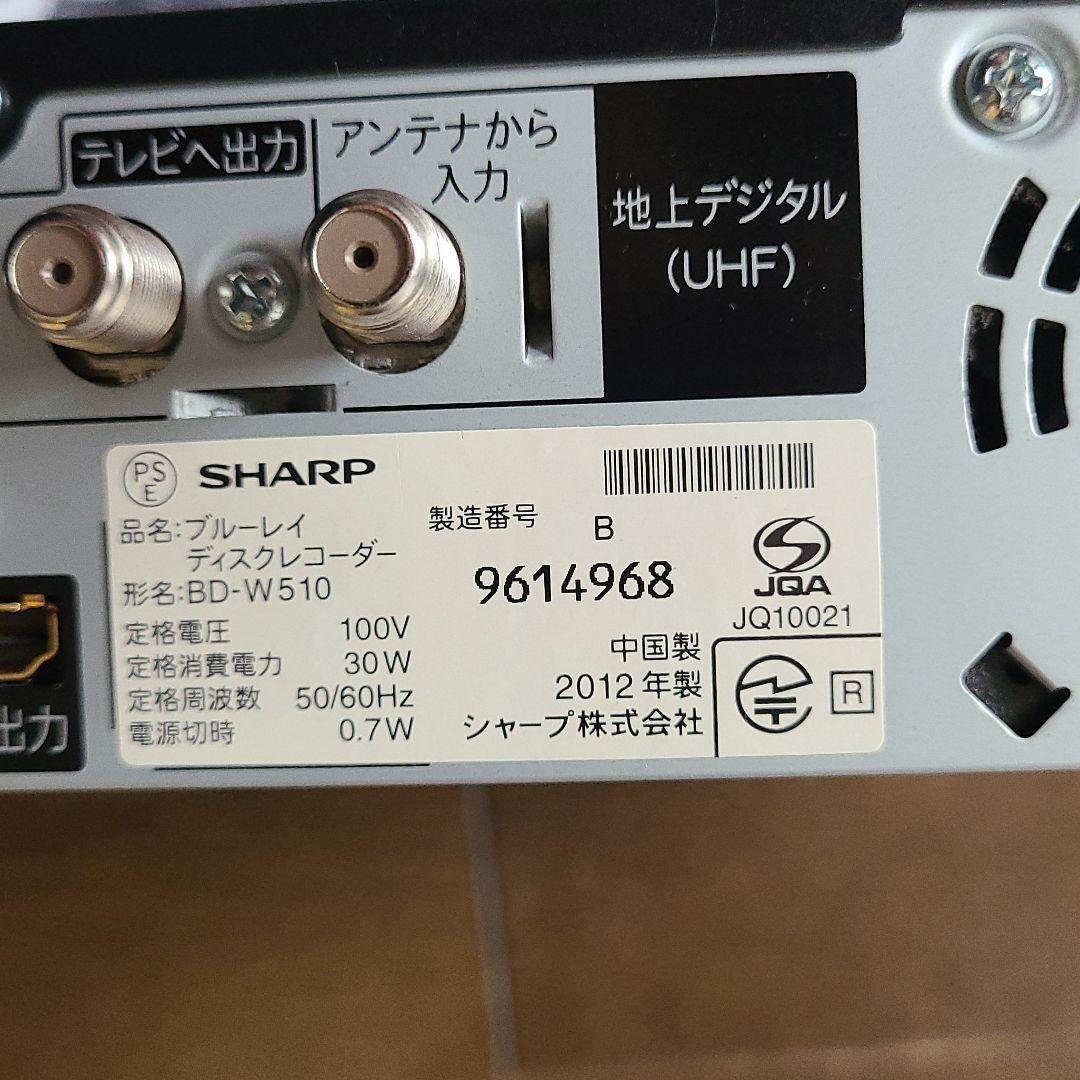 テレビへ出力
アンテナから
入力
地上デジタル
(UHF)
PS
E
SHARP
品名:ブルーレイ
ディスクレコーダー
形名:BD-W510
定格電圧 100V
定格消費電力 30W
定格周波数 50/60Hz
電源切時 0.7W
製造番号
B
9614968
中国製
2012年製
シャープ株式会社
JQA
JQ10021
R
出力